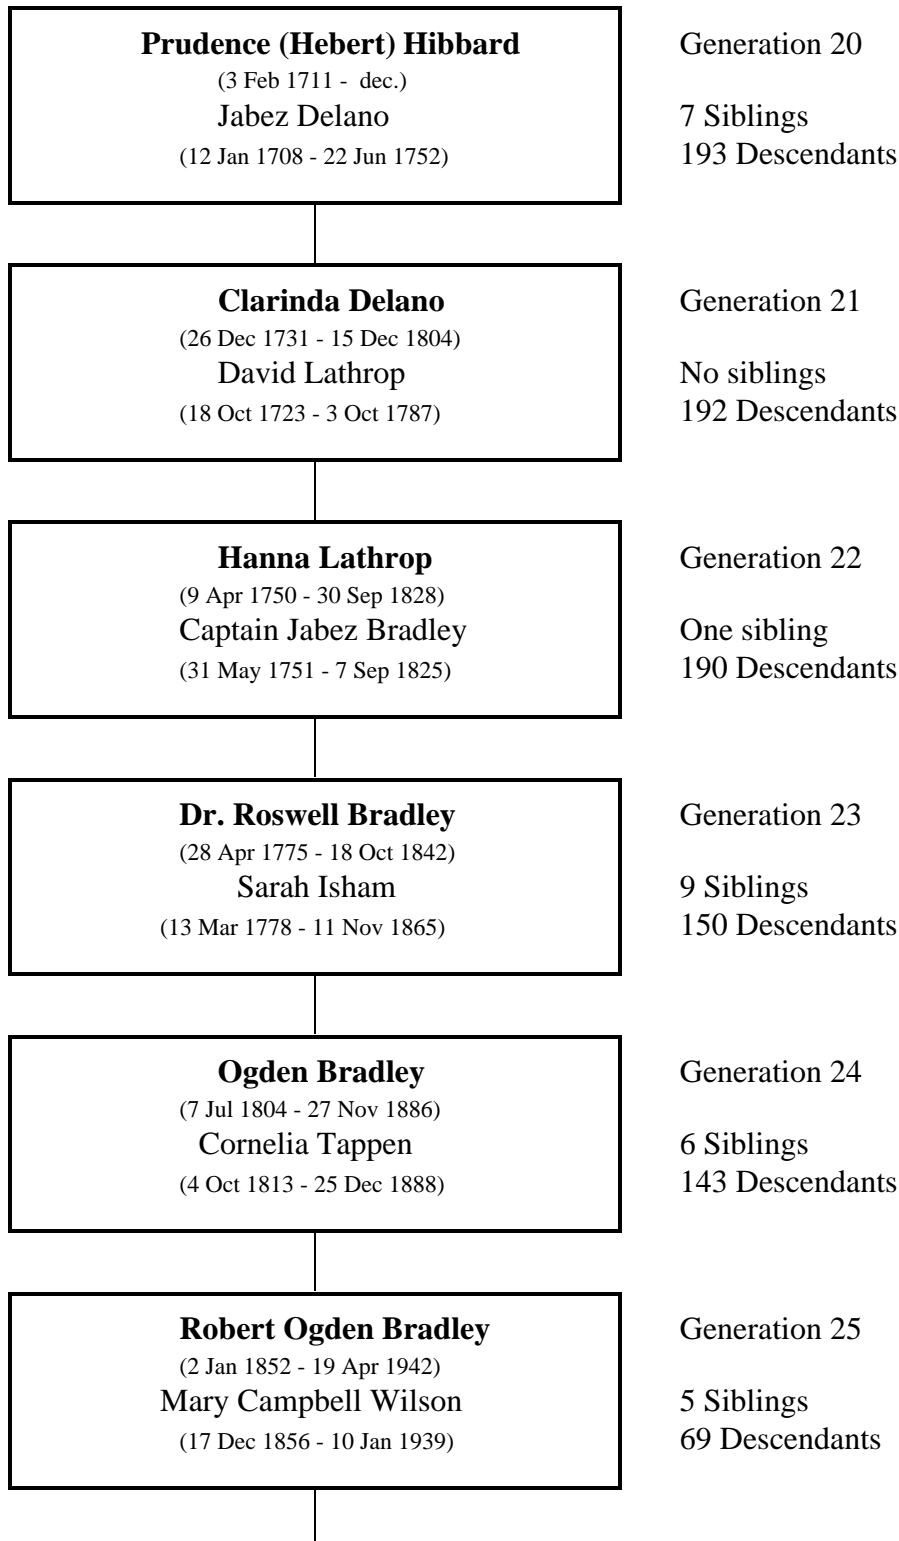 Prudence (Hebert) Hibbard Generation 20
(3 Feb 1711 -  dec.)
Jabez Delano 7 Siblings
(12 Jan 1708 - 22 Jun 1752) 193 Descendants
Clarinda Delano Generation 21
(26 Dec 1731 - 15 Dec 1804)
David Lathrop No siblings
(18 Oct 1723 - 3 Oct 1787) 192 Descendants
Hanna Lathrop Generation 22
(9 Apr 1750 - 30 Sep 1828)
Captain Jabez Bradley One sibling
(31 May 1751 - 7 Sep 1825) 190 Descendants
Dr. Roswell Bradley Generation 23
(28 Apr 1775 - 18 Oct 1842)
Sarah Isham 9 Siblings
(13 Mar 1778 - 11 Nov 1865) 150 Descendants
Ogden Bradley Generation 24
(7 Jul 1804 - 27 Nov 1886)
Cornelia Tappen 6 Siblings
(4 Oct 1813 - 25 Dec 1888) 143 Descendants
Robert Ogden Bradley Generation 25
(2 Jan 1852 - 19 Apr 1942)
Mary Campbell Wilson 5 Siblings
(17 Dec 1856 - 10 Jan 1939) 69 Descendants